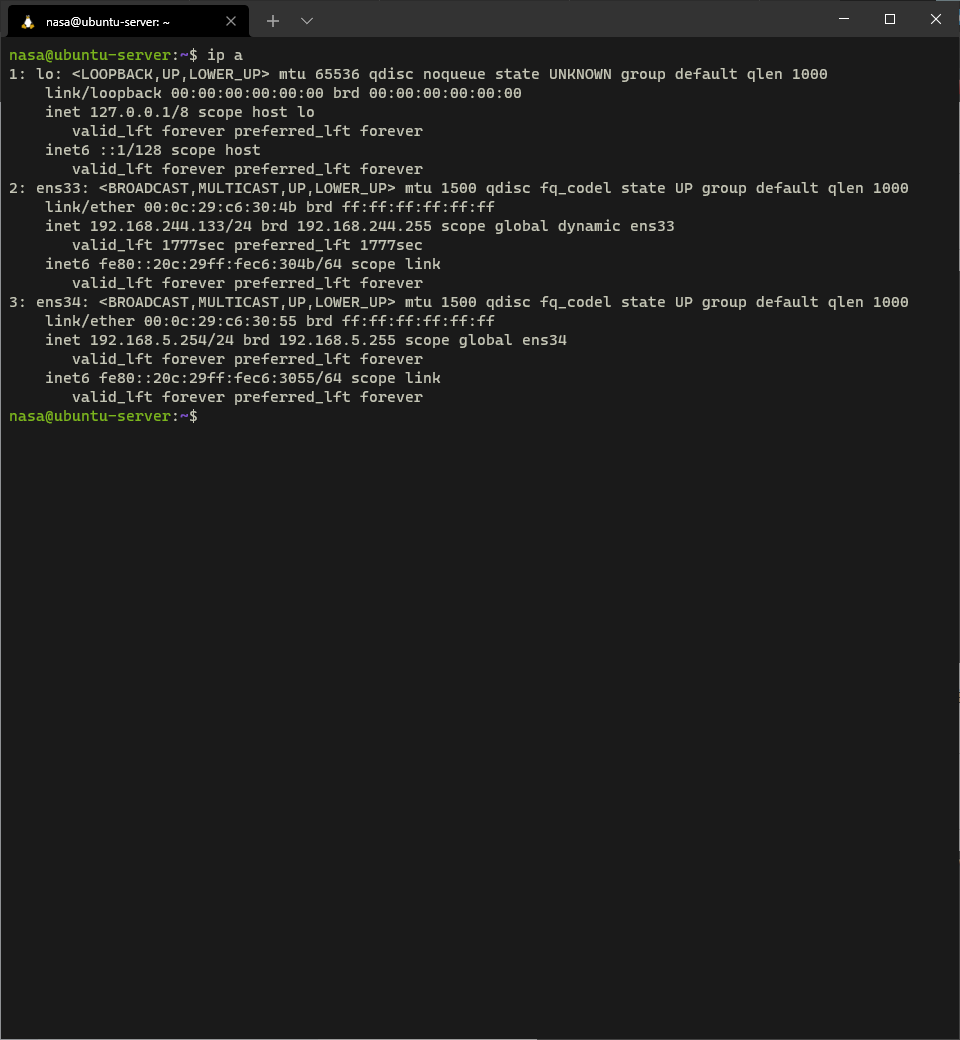 nasa@ubuntu-server: ~
nasa@ubuntu-server:~$ ip a
1: lo: <LOOPBACK,UP,LOWER_UP> mtu 65536 qdisc noqueue state UNKNOWN group default qlen 1000
    link/loopback 00:00:00:00:00:00 brd 00:00:00:00:00:00
    inet 127.0.0.1/8 scope host lo
       valid_lft forever preferred_lft forever
    inet6 ::1/128 scope host
       valid_lft forever preferred_lft forever
2: ens33: <BROADCAST,MULTICAST,UP,LOWER_UP> mtu 1500 qdisc fq_codel state UP group default qlen 1000
    link/ether 00:0c:29:c6:30:4b brd ff:ff:ff:ff:ff:ff
    inet 192.168.244.133/24 brd 192.168.244.255 scope global dynamic ens33
       valid_lft 1777sec preferred_lft 1777sec
    inet6 fe80::20c:29ff:fec6:304b/64 scope link
       valid_lft forever preferred_lft forever
3: ens34: <BROADCAST,MULTICAST,UP,LOWER_UP> mtu 1500 qdisc fq_codel state UP group default qlen 1000
    link/ether 00:0c:29:c6:30:55 brd ff:ff:ff:ff:ff:ff
    inet 192.168.5.254/24 brd 192.168.5.255 scope global ens34
       valid_lft forever preferred_lft forever
    inet6 fe80::20c:29ff:fec6:3055/64 scope link
       valid_lft forever preferred_lft forever
nasa@ubuntu-server:~$